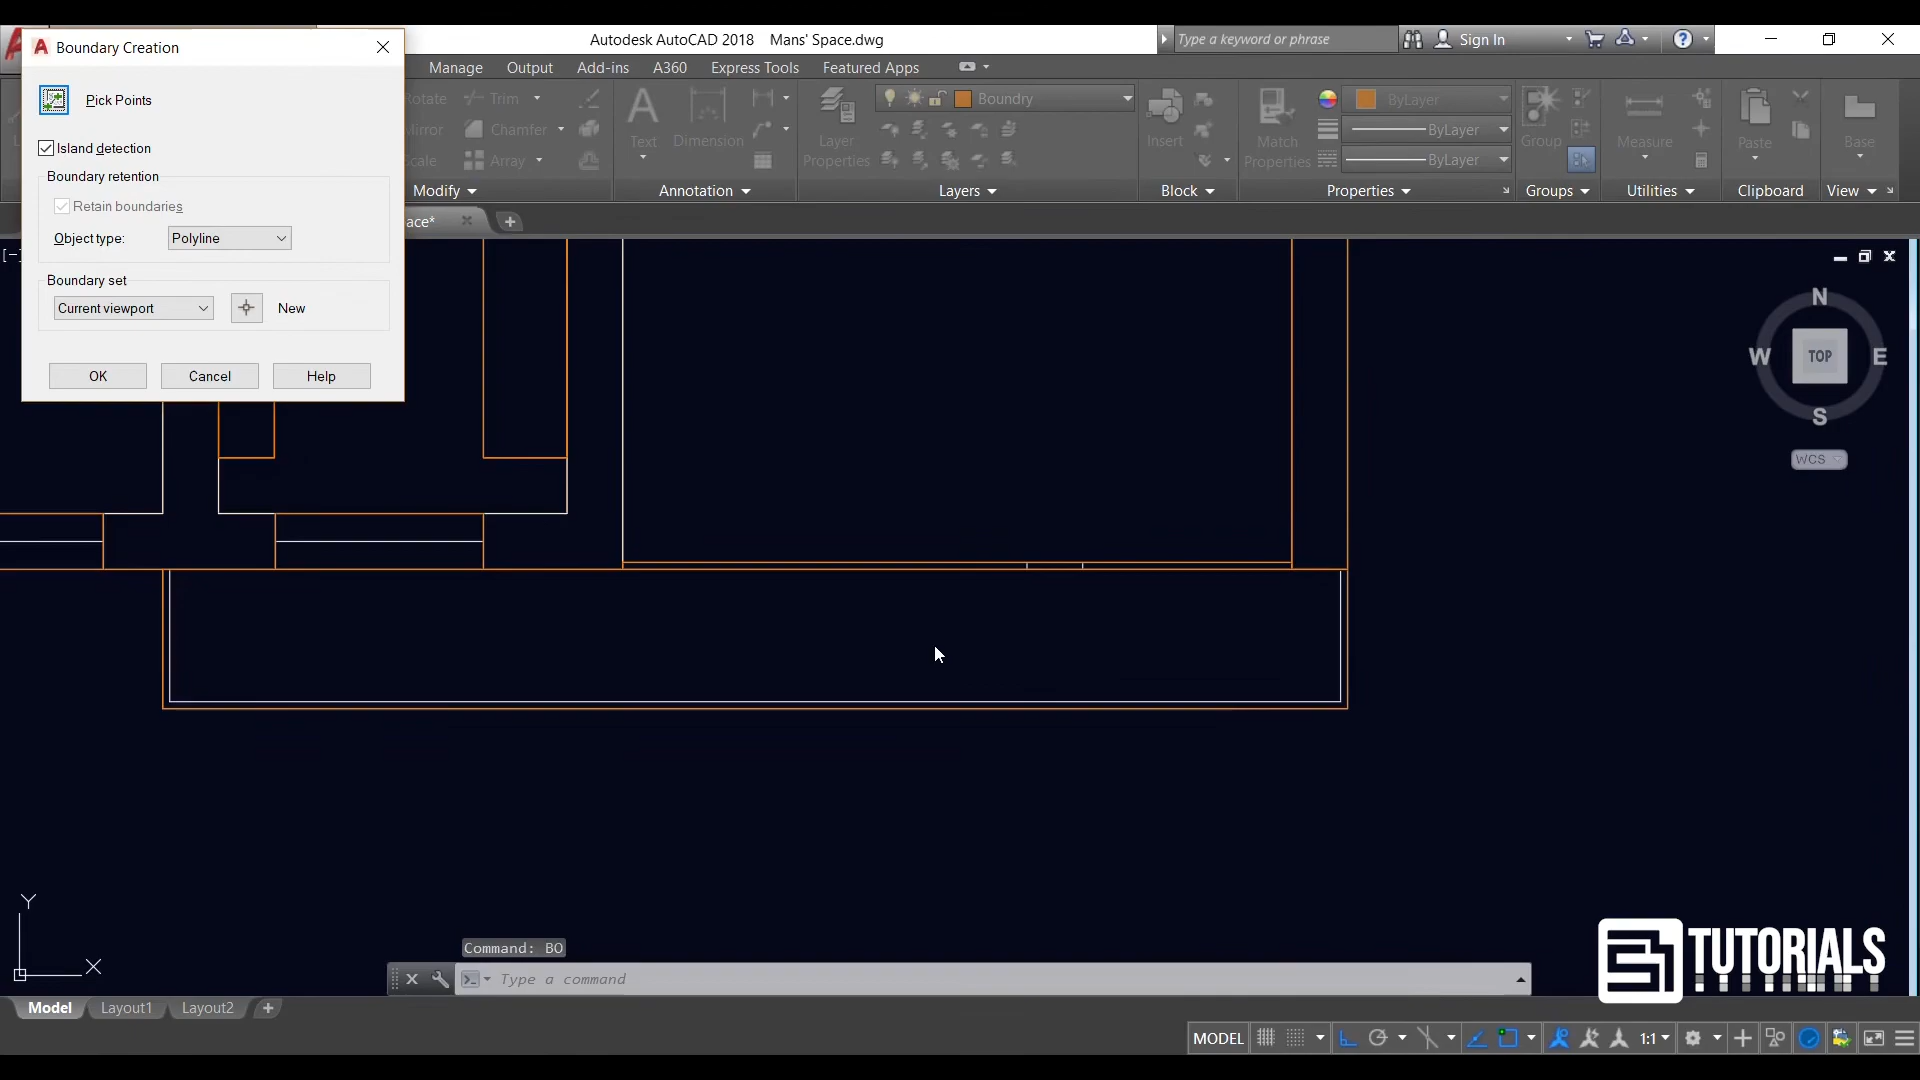 Boundary Creation
Autodesk AutoCAD 2018 Mans' Space.dwg
Type a keyword or phrase
Sign In
Manage Output Add-ins A360 Express Tools Featured Apps
Pick Points
Island detection
Boundary retention
Retain boundaries
Object type: Polyline
Boundary set
Current viewport New
OK Cancel Help
Trim Chamfer Array
Modify
Text Dimension
Annotation
Layer Properties
Boundry
Layers
Insert
Block
Match Properties
ByLayer
ByLayer
ByLayer
Properties
Group
Groups
Measure
Utilities
Paste
Clipboard
Base
View
ace*
[-]
N
W TOP E
S
WCS
Y
X
Command: BO
Type a command
TUTORIALS
Model Layout1 Layout2
MODEL 1:1